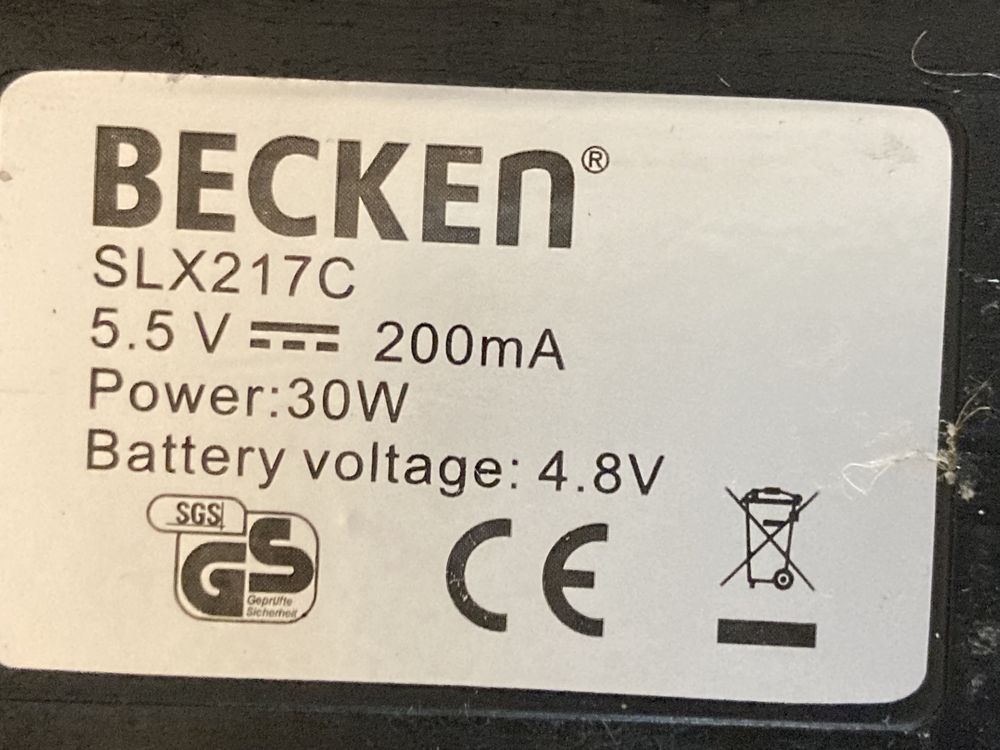 BECKEN®
SLX217C
5.5 V ⎓ 200mA
Power:30W
Battery voltage: 4.8V
SGS
GS
Geprüfte
Sicherheit
CE